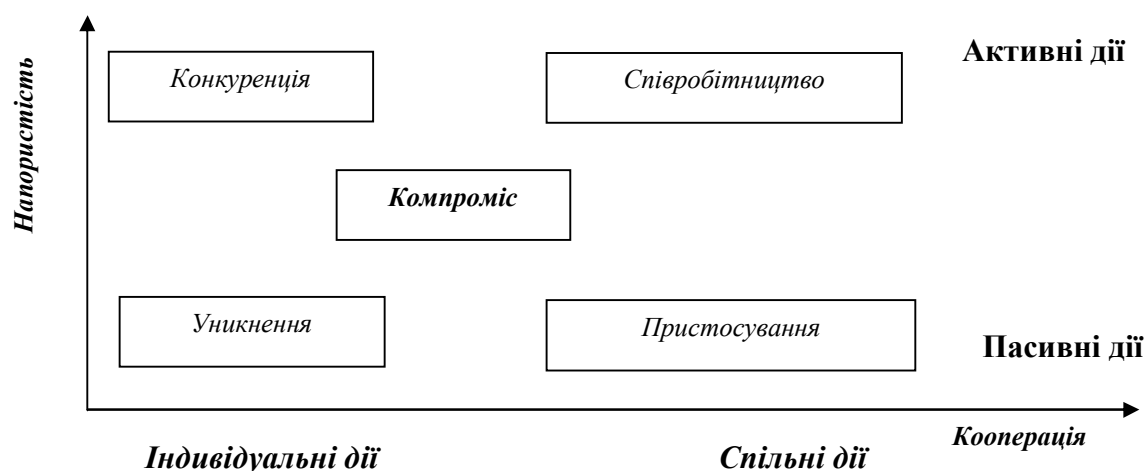 Напористість
Конкуренція
Співробітництво
Активні дії
Компроміс
Уникнення
Пристосування
Пасивні дії
Кооперація
Індивідуальні дії
Спільні дії